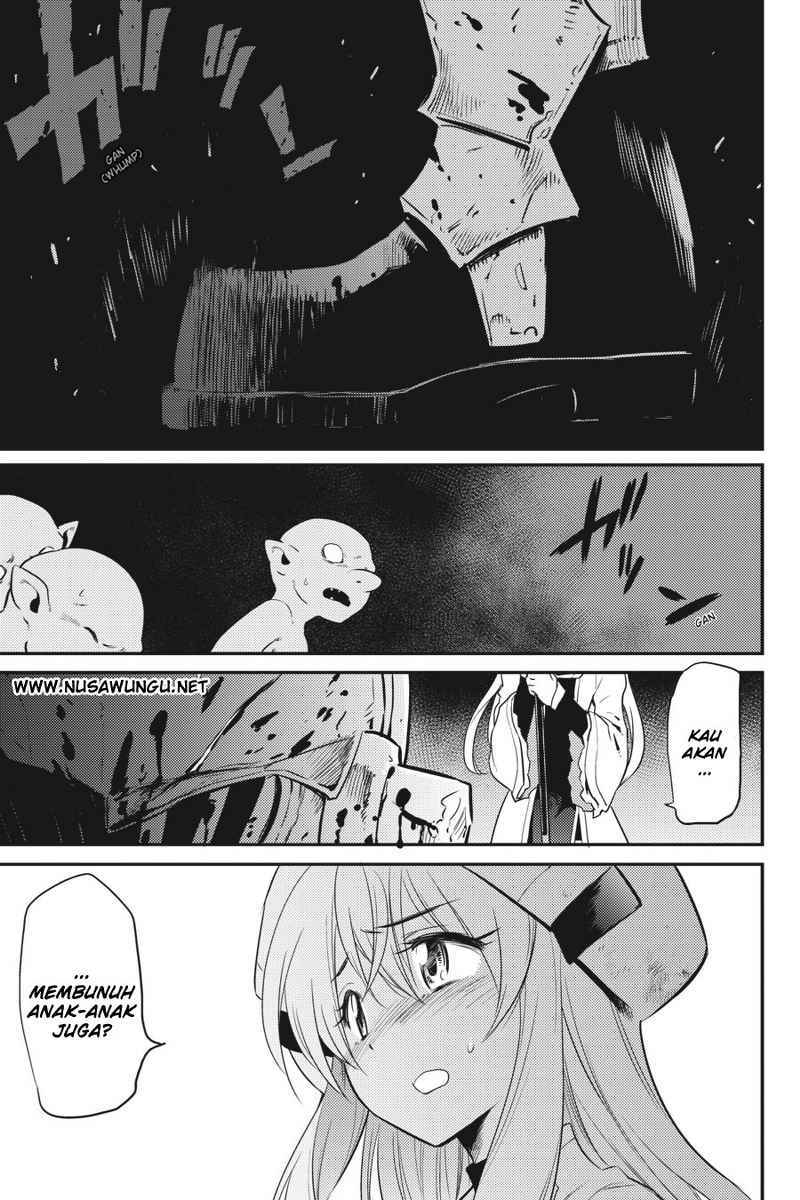 ガッ
GAN
(WHUMP)
ガッ
GAN
WWW.NUSAWUNGU.NET
KAU
AKAN
...
...
MEMBUNUH
ANAK-ANAK
JUGA?